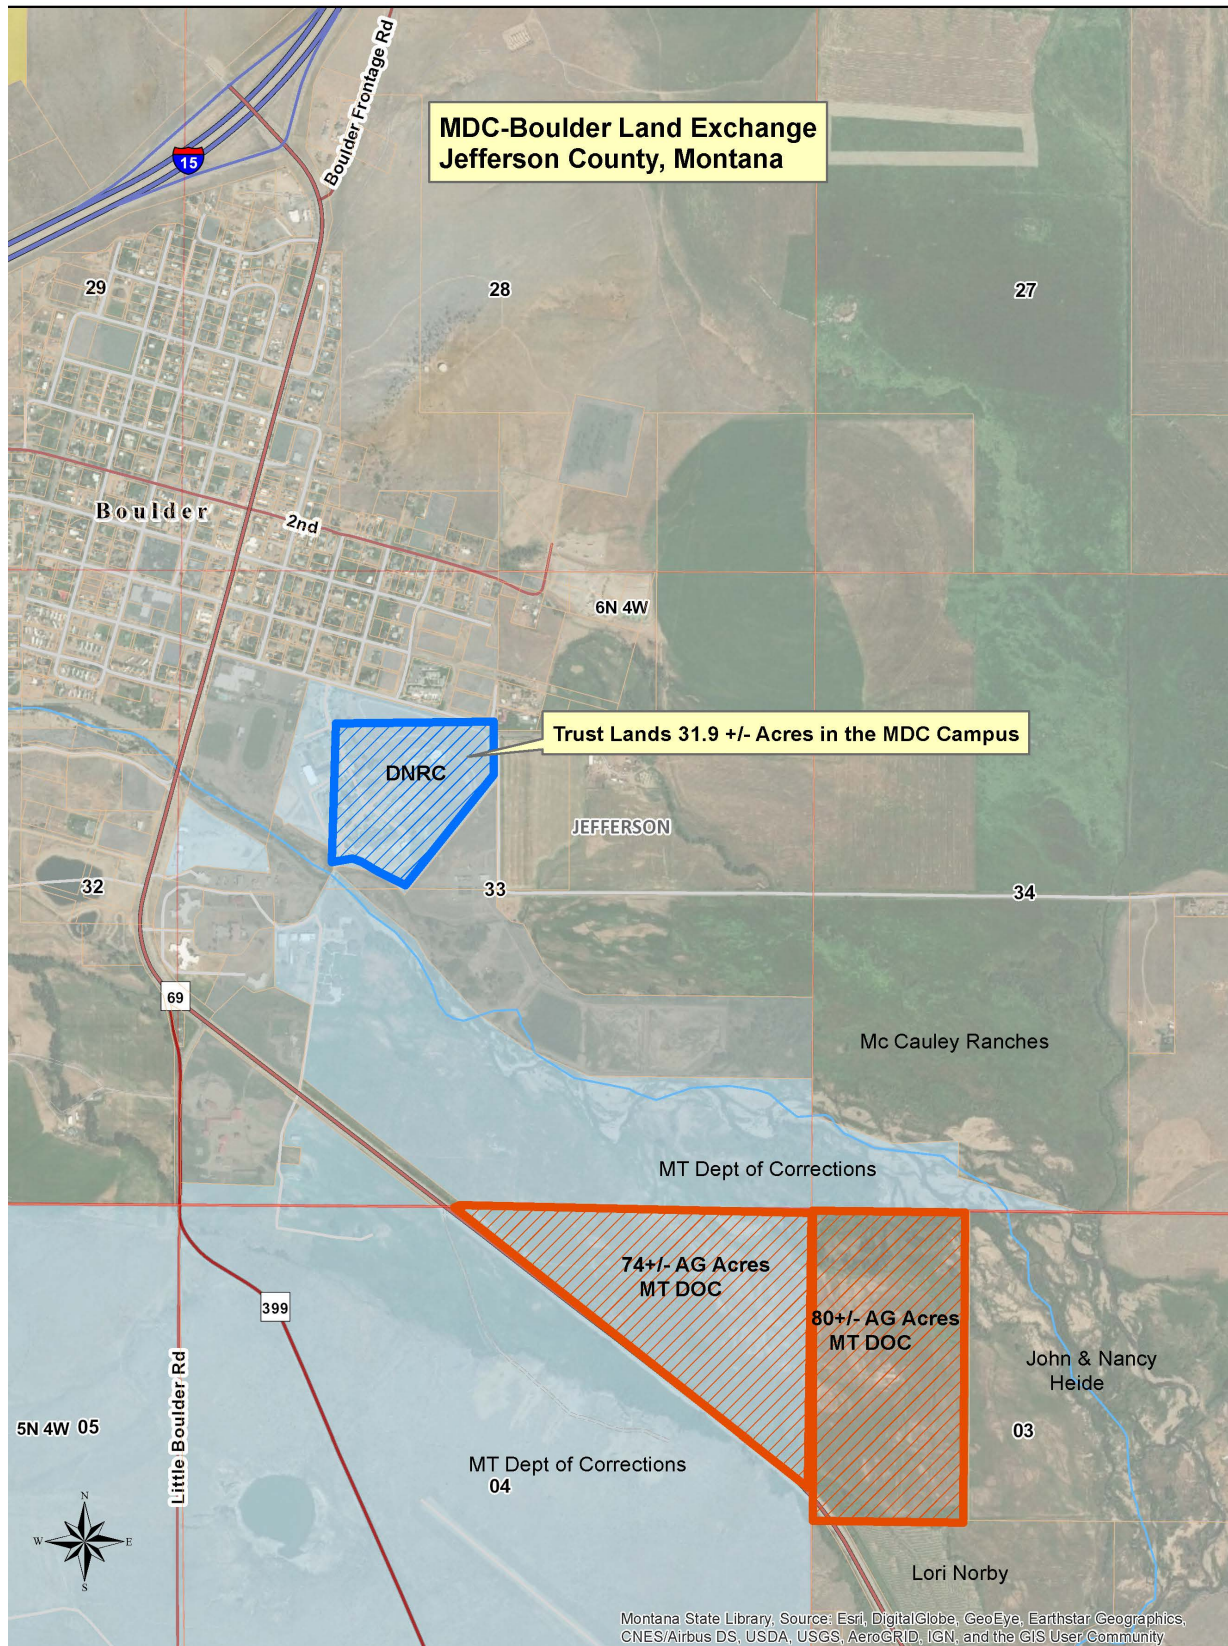 Boulder Frontage Rd
MDC-Boulder Land Exchange
Jefferson County, Montana
15
29
28
27
Boulder
2nd
6N 4W
Trust Lands 31.9 +/- Acres in the MDC Campus
DNRC
JEFFERSON
32
33
34
69
Mc Cauley Ranches
MT Dept of Corrections
74+/- AG Acres
MT DOC
399
80+/- AG Acres
MT DOC
John & Nancy
Heide
Little Boulder Rd
5N 4W 05
03
MT Dept of Corrections
04
N
W
E
S
Lori Norby
Montana State Library, Source: Esri, DigitalGlobe, GeoEye, Earthstar Geographics,
CNES/Airbus DS, USDA, USGS, AeroGRID, IGN, and the GIS User Community